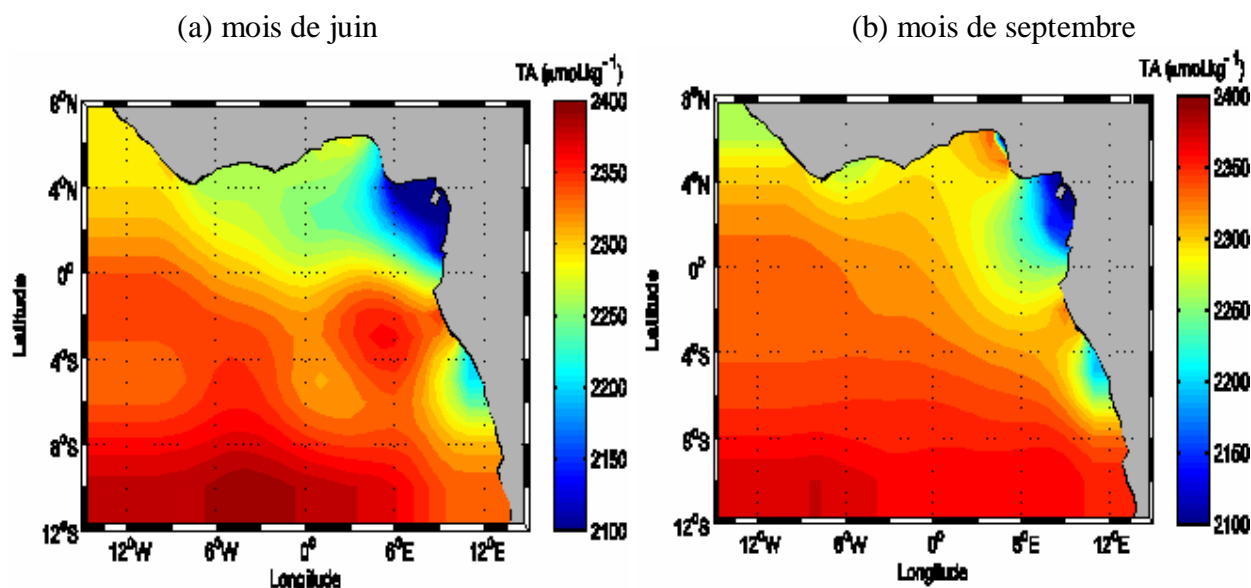 (a) mois de juin
(b) mois de septembre
TA (µmol.kg⁻¹)
8°N
4°N
0°
4°S
8°S
12°S
Latitude
12°W
6°W
0°
6°E
12°E
Longitude
2400
2350
2300
2250
2200
2150
2100
TA (µmol.kg⁻¹)
8°N
4°N
0°
4°S
8°S
12°S
Latitude
12°W
6°W
0°
6°E
12°E
Longitude
2400
2350
2300
2250
2200
2150
2100